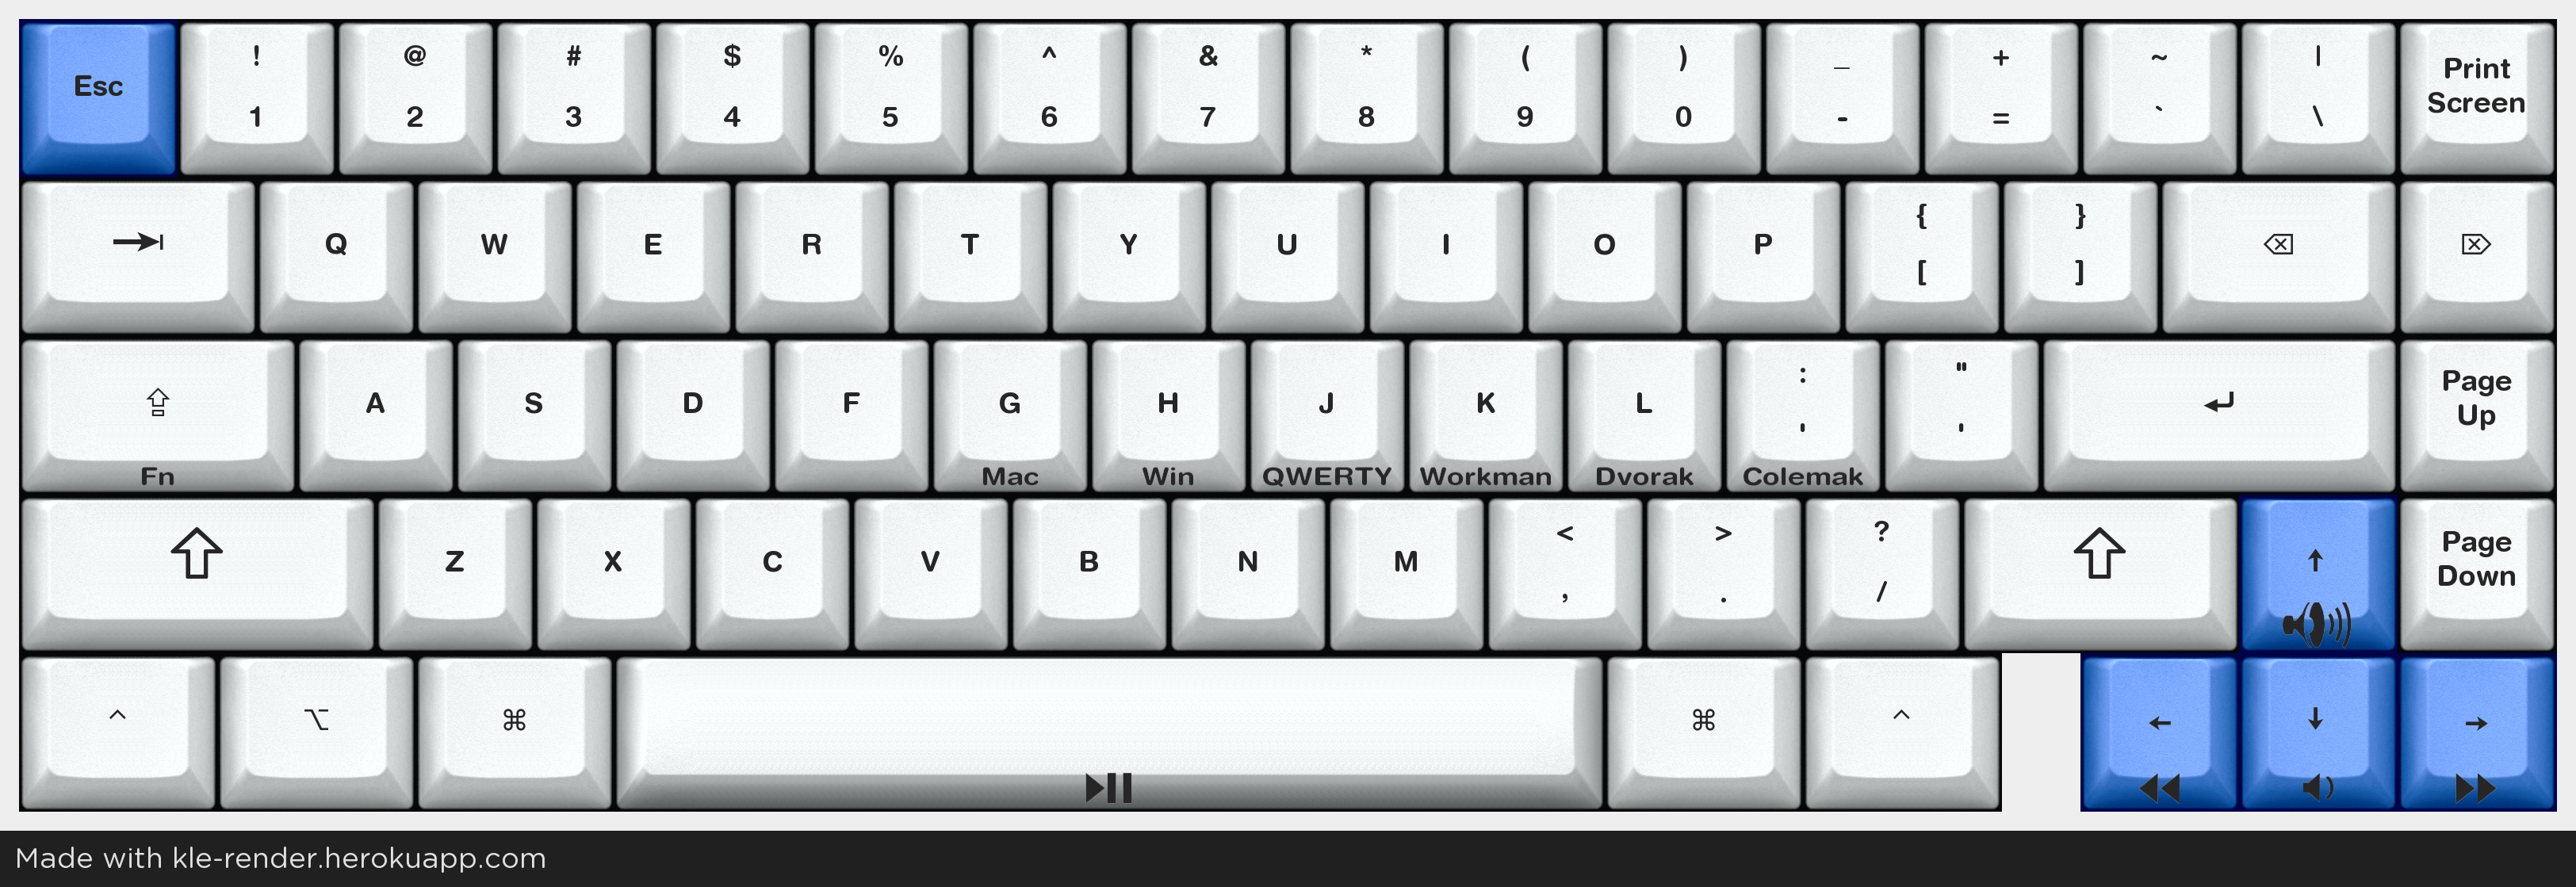 Esc ! @ # $ % ^ & * ( ) _ + ~ | Print
1 2 3 4 5 6 7 8 9 0 - = ` \ Screen
→| Q W E R T Y U I O P { } ⌫ ⌦
[ ]
⇪ A S D F G H J K L : " ↵ Page
' ' Up
Fn Mac Win QWERTY Workman Dvorak Colemak
⇧ Z X C V B N M < > ? ⇧ ↑ Page
, . / Down
^ ⌥ ⌘ ⌘ ^ ← ↓ →
Made with kle-render.herokuapp.com